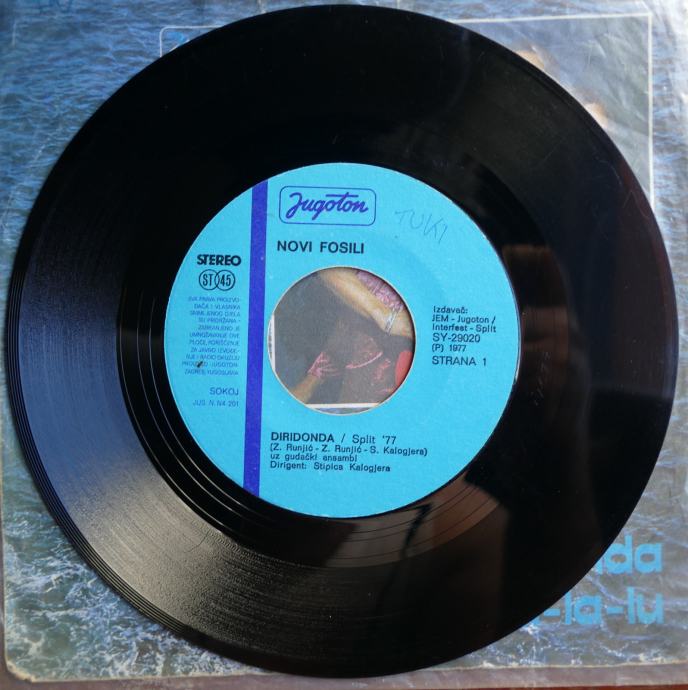 Jugoton
TUKI
NOVI FOSILI
STEREO
ST 45
SVA PRAVA PROIZVO-
ĐAČA I VLASNIKA
SNIMLJENOG DJELA
SU PRIDRŽANA -
ZABRANJENO JE
UMNOŽAVANJE OVE
PLOČE, KORIŠĆENJE
ZA JAVNO IZVOĐE-
NJE I RADIO DIFUZIJU
PROIZVOD JUGOTON-
ZAGREB, YUGOSLAVIA
SOKOJ
JUS. N. N4 201
Izdavač:
JEM - Jugoton /
Interfest - Split
SY-29020
(P) 1977
STRANA 1
DIRIDONDA / Split '77
(Z. Runjić - Z. Runjić - S. Kalogjera)
uz gudački ansambl
Dirigent: Stipica Kalogjera
nda
-la-lu